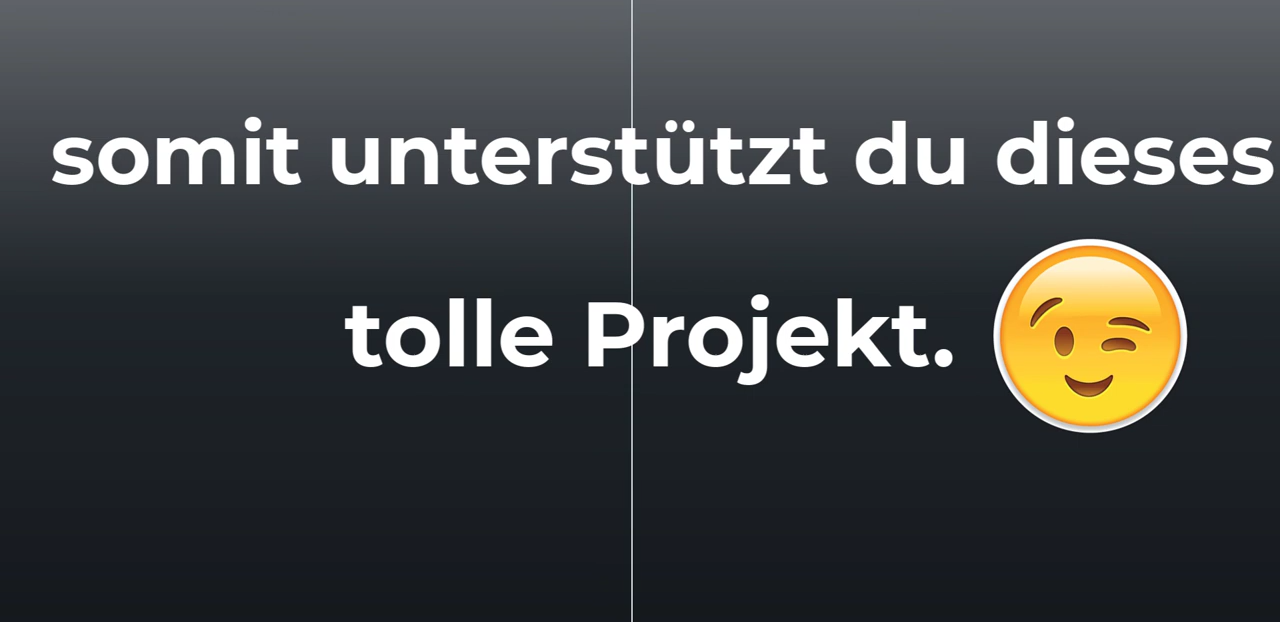 somit unterstützt du dieses
tolle Projekt. 😉